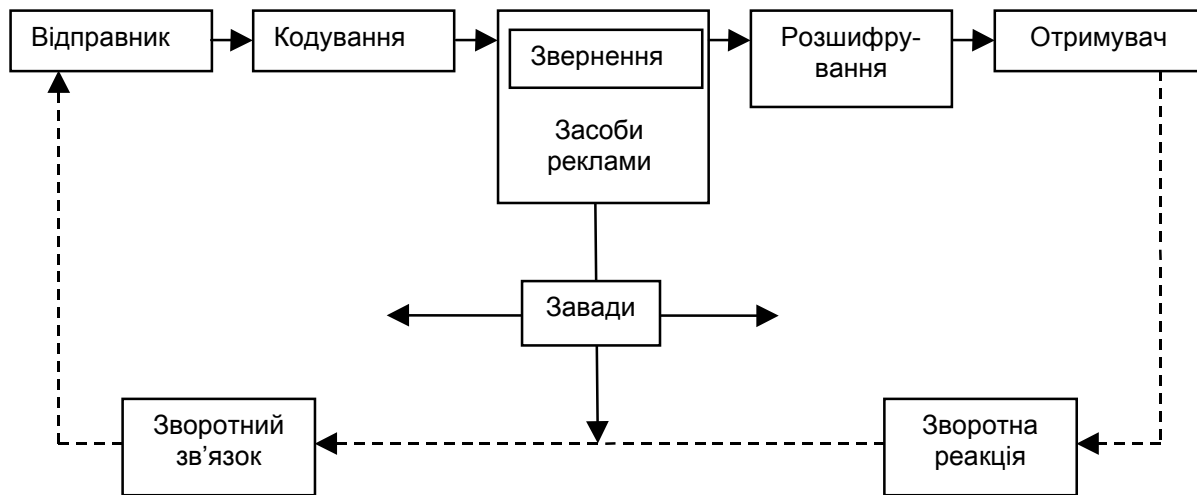 Відправник
Кодування
Звернення
Засоби
реклами
Розшифру-
вання
Отримувач
Завади
Зворотний
зв’язок
Зворотна
реакція